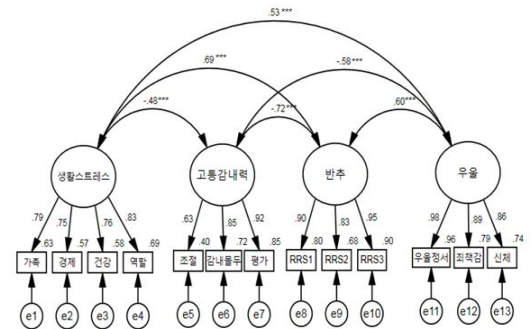 .53 ***
.69 ***
-.58***
-.48***
-.72***
.60***
생활스트레스
고통감내력
반추
우울
.79 .75 .76 .83
.63 .85 .92
.90 .83 .95
.98 .89 .86
.63 .57 .58 .69
.40 .72 .85
.80 .68 .90
.96 .79 .74
가족 경제 건강 역할
조절 감내몰두 평가
RRS1 RRS2 RRS3
우울정서 죄책감 신체
e1 e2 e3 e4 e5 e6 e7 e8 e9 e10 e11 e12 e13